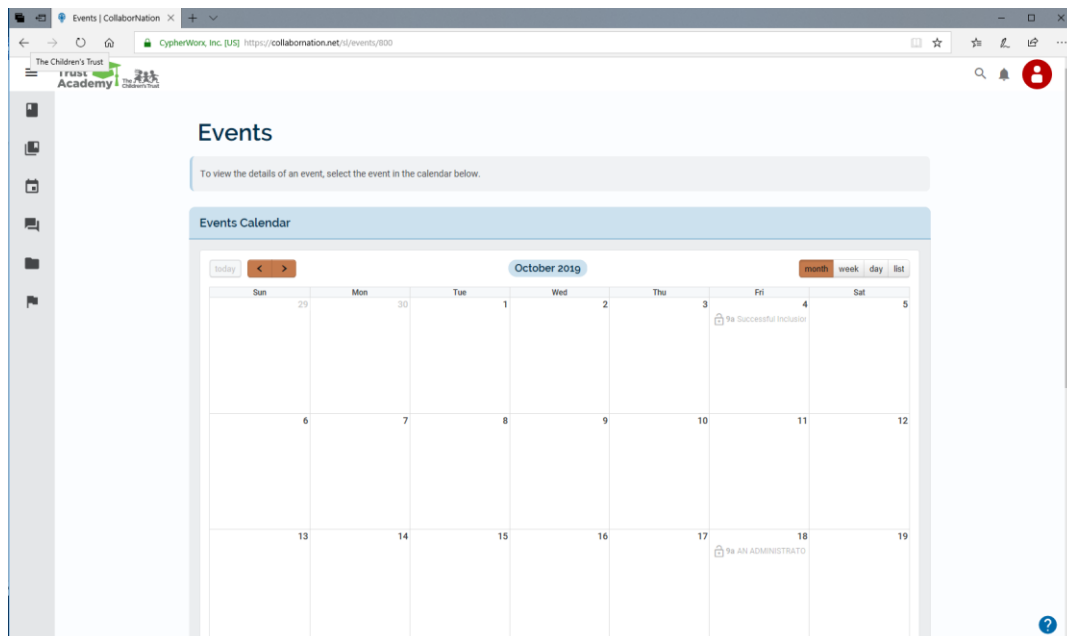 Events | CollaborNation
CypherWorx, Inc. [US] https://collabornation.net/sl/events/800
The Children's Trust
Trust
Academy The Children's Trust
Events
To view the details of an event, select the event in the calendar below.
Events Calendar
today < > October 2019 month week day list
Sun Mon Tue Wed Thu Fri Sat
29 30 1 2 3 4 5
9a Successful Inclusion
6 7 8 9 10 11 12
13 14 15 16 17 18 19
9a AN ADMINISTRATO
?